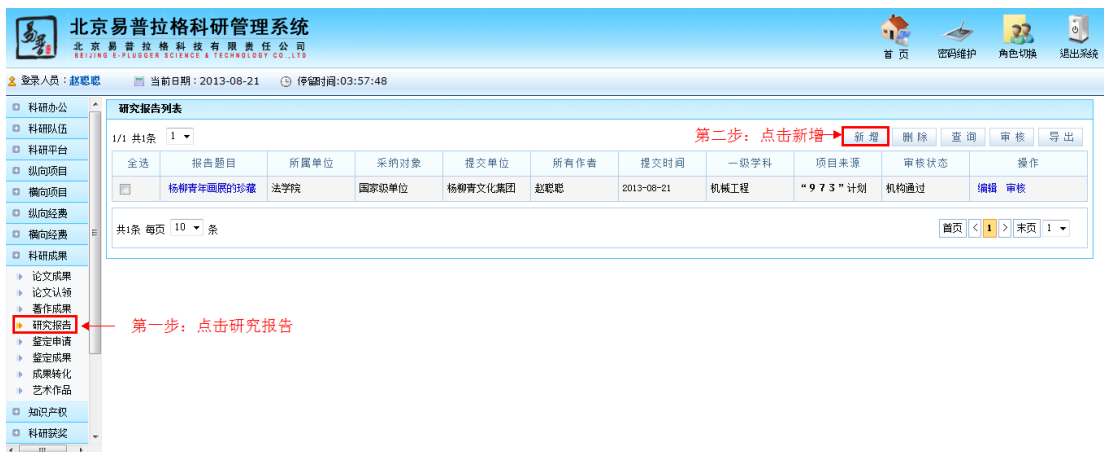 北京易普拉格科研管理系统
北京易普拉格科技有限责任公司
BEIJING E-PLUGGER SCIENCE & TECHNOLOGY CO.,LTD
首页 密码维护 角色切换 退出系统
登录人员：赵聪聪 当前日期：2013-08-21 停留时间:03:57:48
科研办公
科研队伍
科研平台
纵向项目
横向项目
纵向经费
横向经费
科研成果
论文成果
论文认领
著作成果
研究报告
鉴定申请
鉴定成果
成果转化
艺术作品
知识产权
科研获奖
第一步：点击研究报告
研究报告列表
1/1 共1条 1
第二步：点击新增
新增 删除 查询 审核 导出
全选 报告题目 所属单位 采纳对象 提交单位 所有作者 提交时间 一级学科 项目来源 审核状态 操作
杨柳青年画展的珍藏 法学院 国家级单位 杨柳青文化集团 赵聪聪 2013-08-21 机械工程 “973”计划 机构通过 编辑 审核
共1条 每页 10 条 首页 < 1 > 末页 1